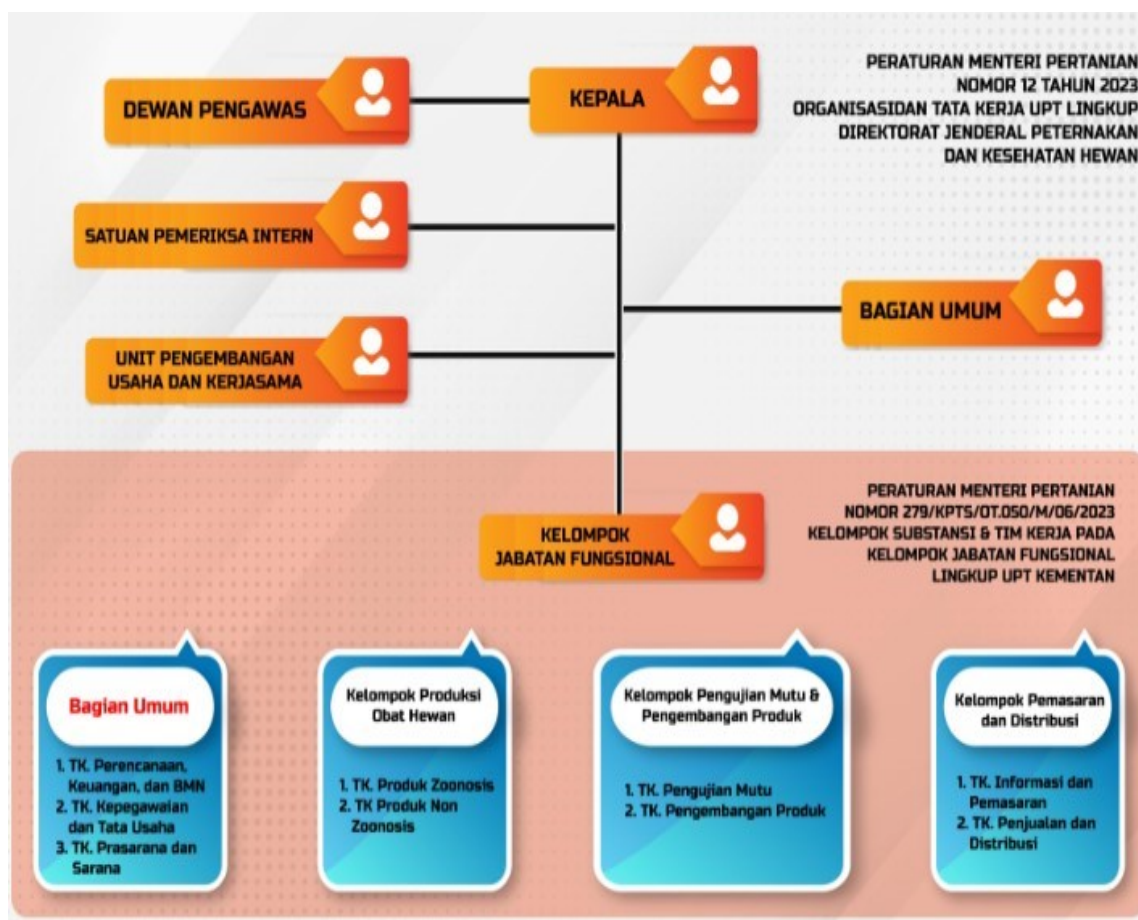 DEWAN PENGAWAS
KEPALA
PERATURAN MENTERI PERTANIAN
NOMOR 12 TAHUN 2023
ORGANISASIDAN TATA KERJA UPT LINGKUP
DIREKTORAT JENDERAL PETERNAKAN
DAN KESEHATAN HEWAN
SATUAN PEMERIKSA INTERN
BAGIAN UMUM
UNIT PENGEMBANGAN
USAHA DAN KERJASAMA
KELOMPOK
JABATAN FUNGSIONAL
PERATURAN MENTERI PERTANIAN
NOMOR 279/KPTS/OT.050/M/06/2023
KELOMPOK SUBSTANSI & TIM KERJA PADA
KELOMPOK JABATAN FUNGSIONAL
LINGKUP UPT KEMENTAN
Bagian Umum
1. TK. Perencanaan,
Keuangan, dan BMN
2. TK. Kepegawaian
dan Tata Usaha
3. TK. Prasarana dan
Sarana
Kelompok Produksi
Obat Hewan
1. TK. Produk Zoonosis
2. TK Produk Non
Zoonosis
Kelompok Pengujian Mutu &
Pengembangan Produk
1. TK. Pengujian Mutu
2. TK. Pengembangan Produk
Kelompok Pemasaran
dan Distribusi
1. TK. Informasi dan
Pemasaran
2. TK. Penjualan dan
Distribusi